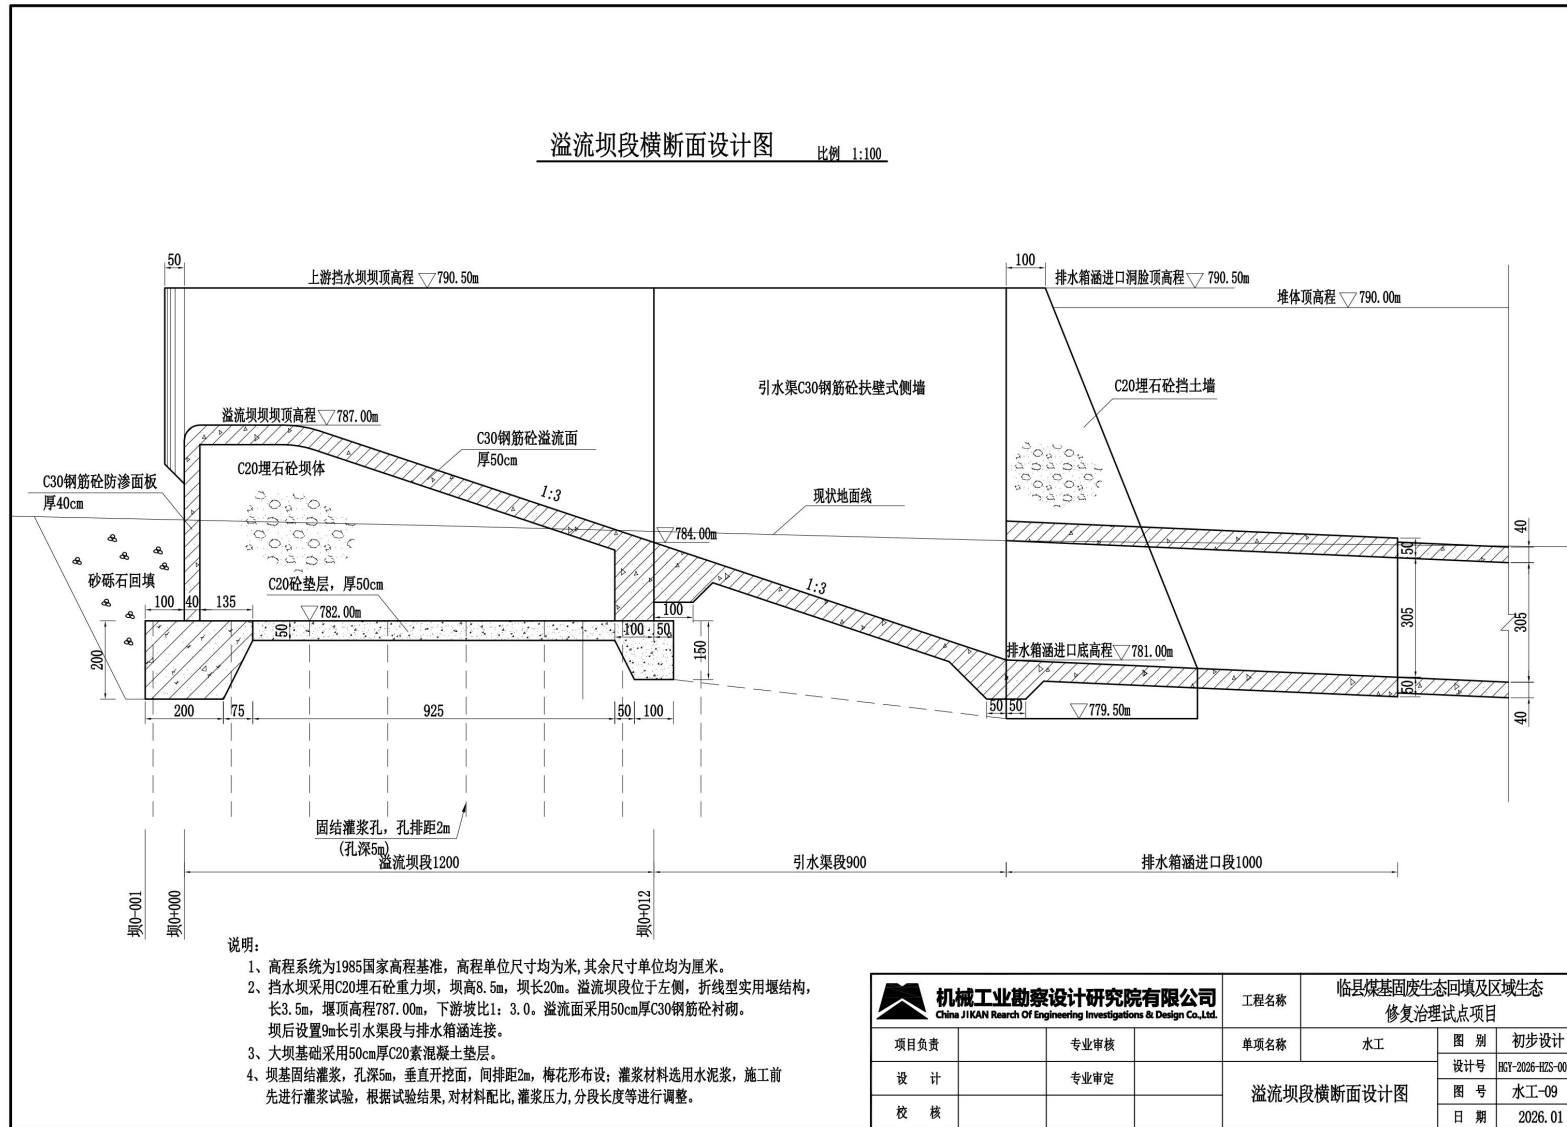 溢流坝段横断面设计图 比例 1:100
50
100
上游挡水坝坝顶高程 790.50m
排水箱涵进口洞脸顶高程 790.50m
堆体顶高程 790.00m
引水渠C30钢筋砼扶壁式侧墙
C20埋石砼挡土墙
溢流坝坝坝顶高程 787.00m
C30钢筋砼溢流面
厚50cm
C20埋石砼坝体
C30钢筋砼防渗面板
厚40cm
1:3
现状地面线
784.00m
40
50
砂砾石回填
C20砼垫层，厚50cm
1:3
100 40 135
782.00m
100
305
305
50
100 50
150
200
排水箱涵进口底高程 781.00m
50
40
200 75 925 50 100
50 50
779.50m
固结灌浆孔，孔排距2m
(孔深5m)
溢流坝段1200
引水渠段900
排水箱涵进口段1000
坝0-001
坝0+000
坝0+012
说明：
1、高程系统为1985国家高程基准，高程单位尺寸均为米,其余尺寸单位均为厘米。
2、挡水坝采用C20埋石砼重力坝，坝高8.5m，坝长20m。溢流坝段位于左侧，折线型实用堰结构，
长3.5m，堰顶高程787.00m，下游坡比1：3.0。溢流面采用50cm厚C30钢筋砼衬砌。
坝后设置9m长引水渠段与排水箱涵连接。
3、大坝基础采用50cm厚C20素混凝土垫层。
4、坝基固结灌浆，孔深5m，垂直开挖面，间排距2m，梅花形布设；灌浆材料选用水泥浆，施工前
先进行灌浆试验，根据试验结果,对材料配比,灌浆压力,分段长度等进行调整。
机械工业勘察设计研究院有限公司
China JIKAN Rearch Of Engineering Investigations & Design Co.,Ltd.
工程名称
临县煤基固废生态回填及区域生态
修复治理试点项目
项目负责
专业审核
单项名称
水工
图 别
初步设计
设 计
专业审定
设计号
HGY-2026-HZS-00
溢流坝段横断面设计图
图 号
水工-09
校 核
日 期
2026.01